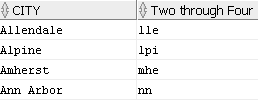 CITY Two through Four
Allendale lle
Alpine lpi
Amherst mhe
Ann Arbor nn